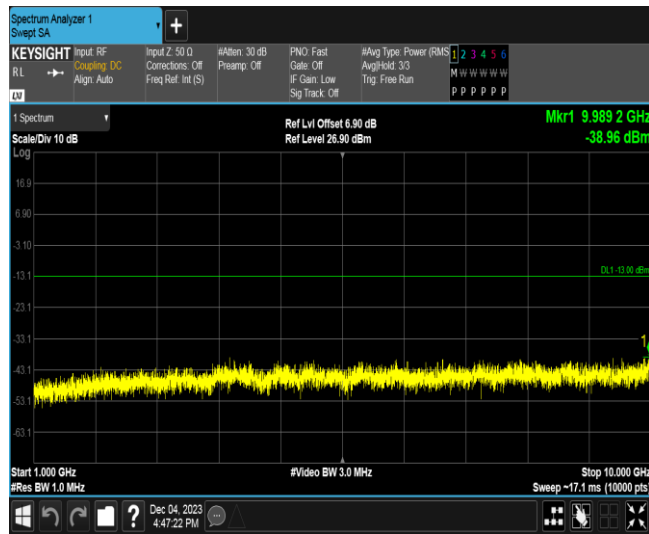 Spectrum Analyzer 1
Swept SA
KEYSIGHT
RL
LXI
Input: RF
Coupling: DC
Align: Auto
Input Z: 50 Ω
Corrections: Off
Freq Ref: Int (S)
#Atten: 30 dB
Preamp: Off
PNO: Fast
Gate: Off
IF Gain: Low
Sig Track: Off
#Avg Type: Power (RMS
Avg|Hold: 3/3
Trig: Free Run
1 2 3 4 5 6
M W W W W W
P P P P P P
1 Spectrum
Scale/Div 10 dB
Log
Ref Lvl Offset 6.90 dB
Ref Level 26.90 dBm
Mkr1 9.989 2 GHz
-38.96 dBm
16.9
6.90
-3.10
-13.1
DL1 -13.00 dBm
-23.1
-33.1
1
-43.1
-53.1
-63.1
Start 1.000 GHz
#Res BW 1.0 MHz
#Video BW 3.0 MHz
Stop 10.000 GHz
Sweep ~17.1 ms (10000 pts)
?
Dec 04, 2023
4:47:22 PM